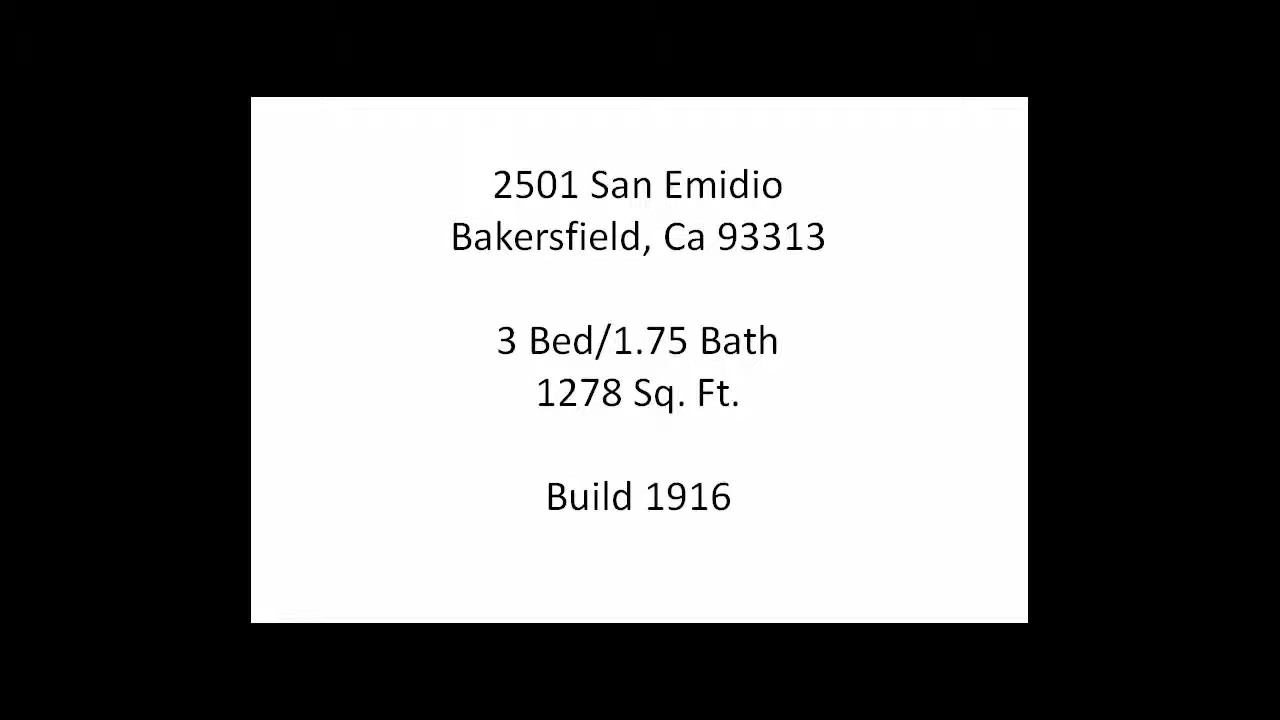 2501 San Emidio
Bakersfield, Ca 93313
3 Bed/1.75 Bath
1278 Sq. Ft.
Build 1916